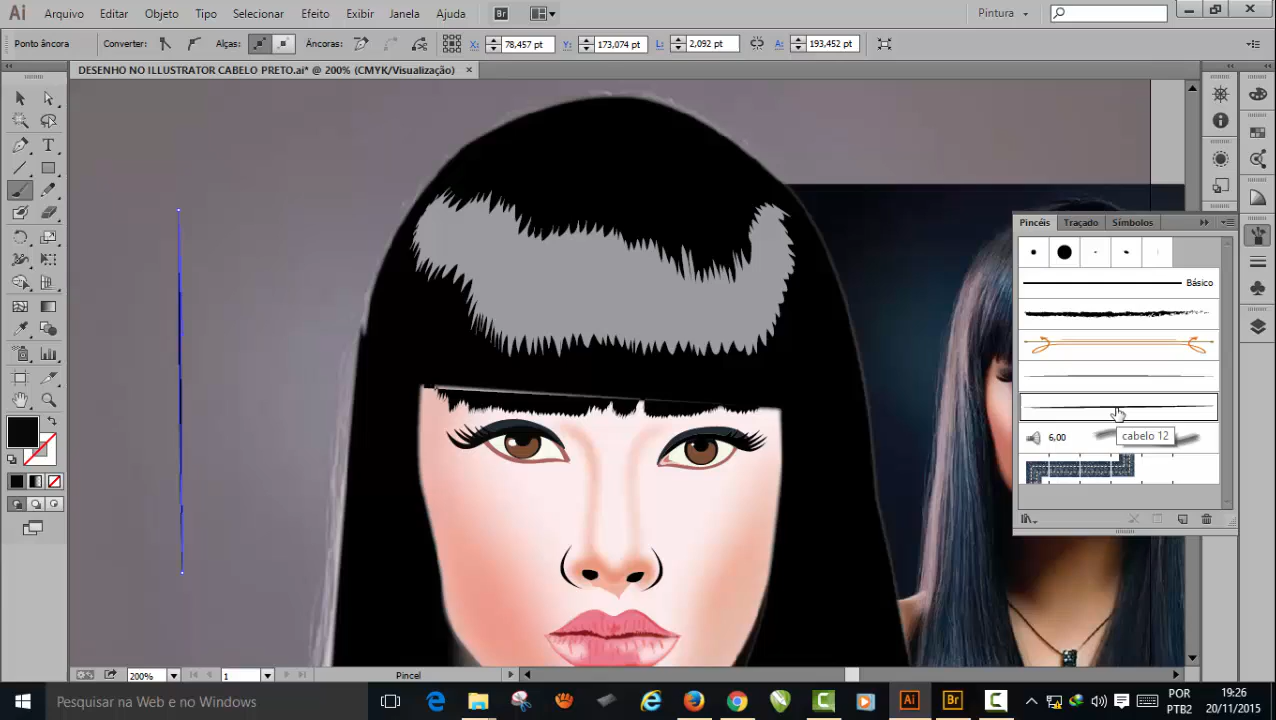 Ai Arquivo Editar Objeto Tipo Selecionar Efeito Exibir Janela Ajuda Br Pintura
Ponto âncora Converter: Alças: Âncoras: X: 78,457 pt Y: 173,074 pt L: 2,092 pt A: 193,452 pt
DESENHO NO ILLUSTRATOR CABELO PRETO.ai* @ 200% (CMYK/Visualização) ×
T
Pincéis Traçado Símbolos
Básico
6,00
cabelo 12
200% 1 Pincel
Pesquisar na Web e no Windows
Ai Br
POR 19:26
PTB2 20/11/2015